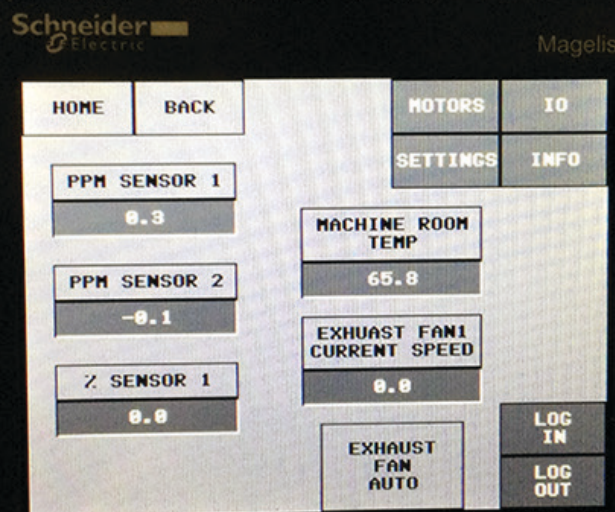 Schneider
Electric
Magelis
HOME
BACK
MOTORS
IO
SETTINGS
INFO
PPM SENSOR 1
0.3
PPM SENSOR 2
-0.1
% SENSOR 1
0.0
MACHINE ROOM
TEMP
65.8
EXHUAST FAN1
CURRENT SPEED
0.0
EXHAUST
FAN
AUTO
LOG
IN
LOG
OUT